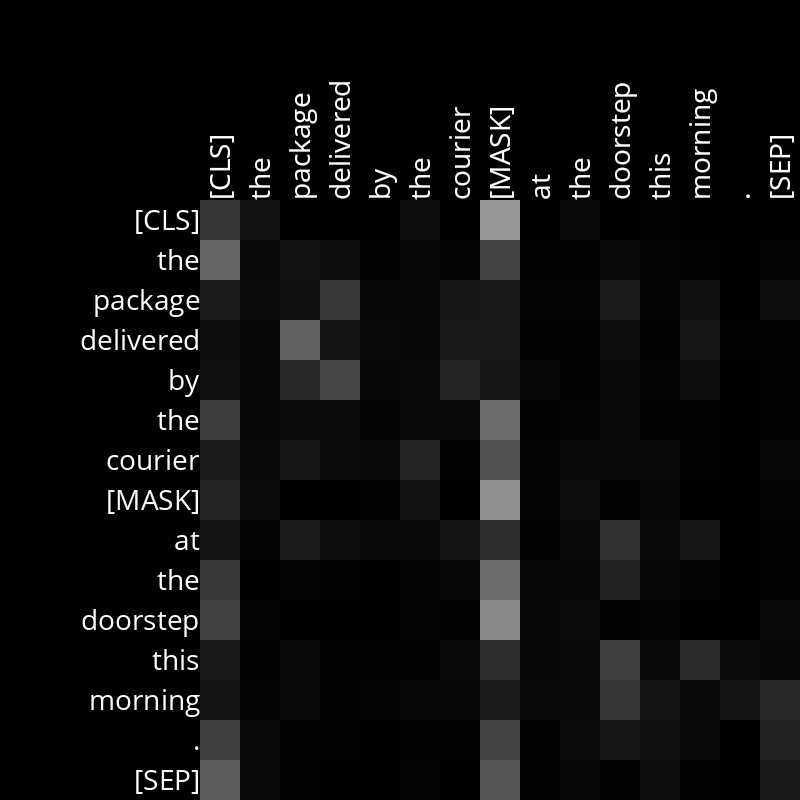 [CLS]
the
package
delivered
by
the
courier
[MASK]
at
the
doorstep
this
morning
.
[SEP]
[CLS]
the
package
delivered
by
the
courier
[MASK]
at
the
doorstep
this
morning
.
[SEP]